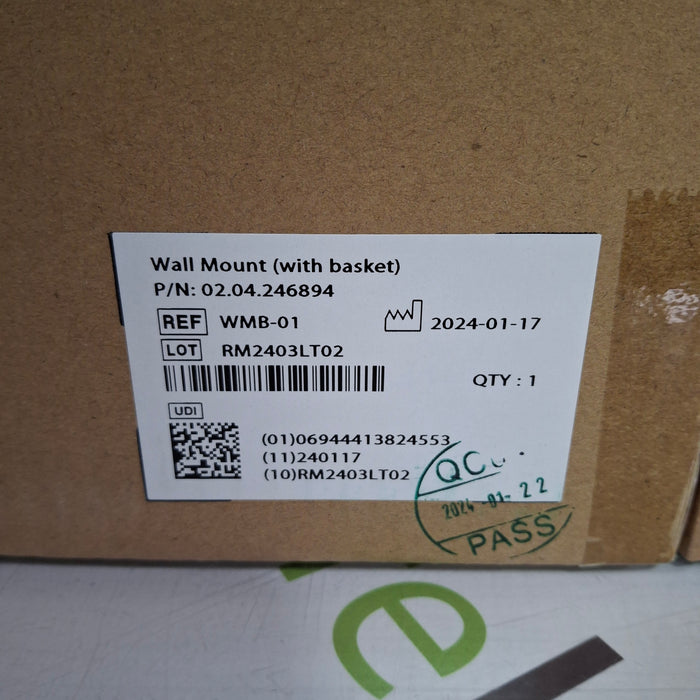 Wall Mount (with basket)
P/N: 02.04.246894
REF WMB-01 2024-01-17
LOT RM2403LT02
QTY : 1
UDI
(01)06944413824553
(11)240117
(10)RM2403LT02
QC
2024-01-22
PASS